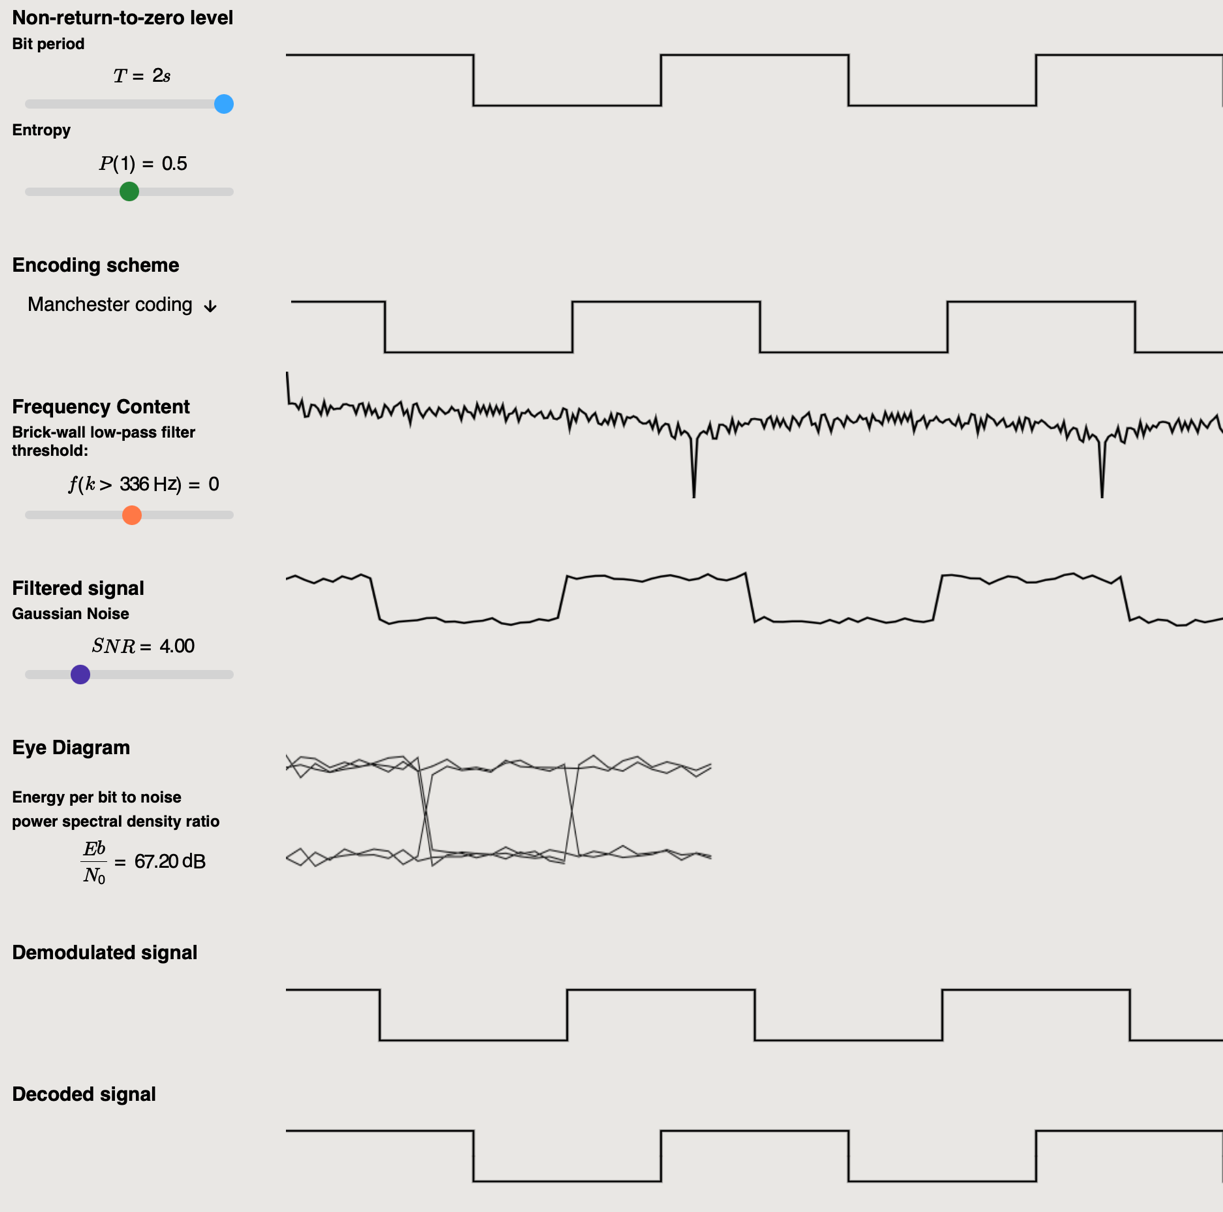 Non-return-to-zero level
Bit period
T = 2s
Entropy
P(1) = 0.5
Encoding scheme
Manchester coding ↓
Frequency Content
Brick-wall low-pass filter
threshold:
f(k > 336 Hz) = 0
Filtered signal
Gaussian Noise
SNR = 4.00
Eye Diagram
Energy per bit to noise
power spectral density ratio
Eb/N₀ = 67.20 dB
Demodulated signal
Decoded signal